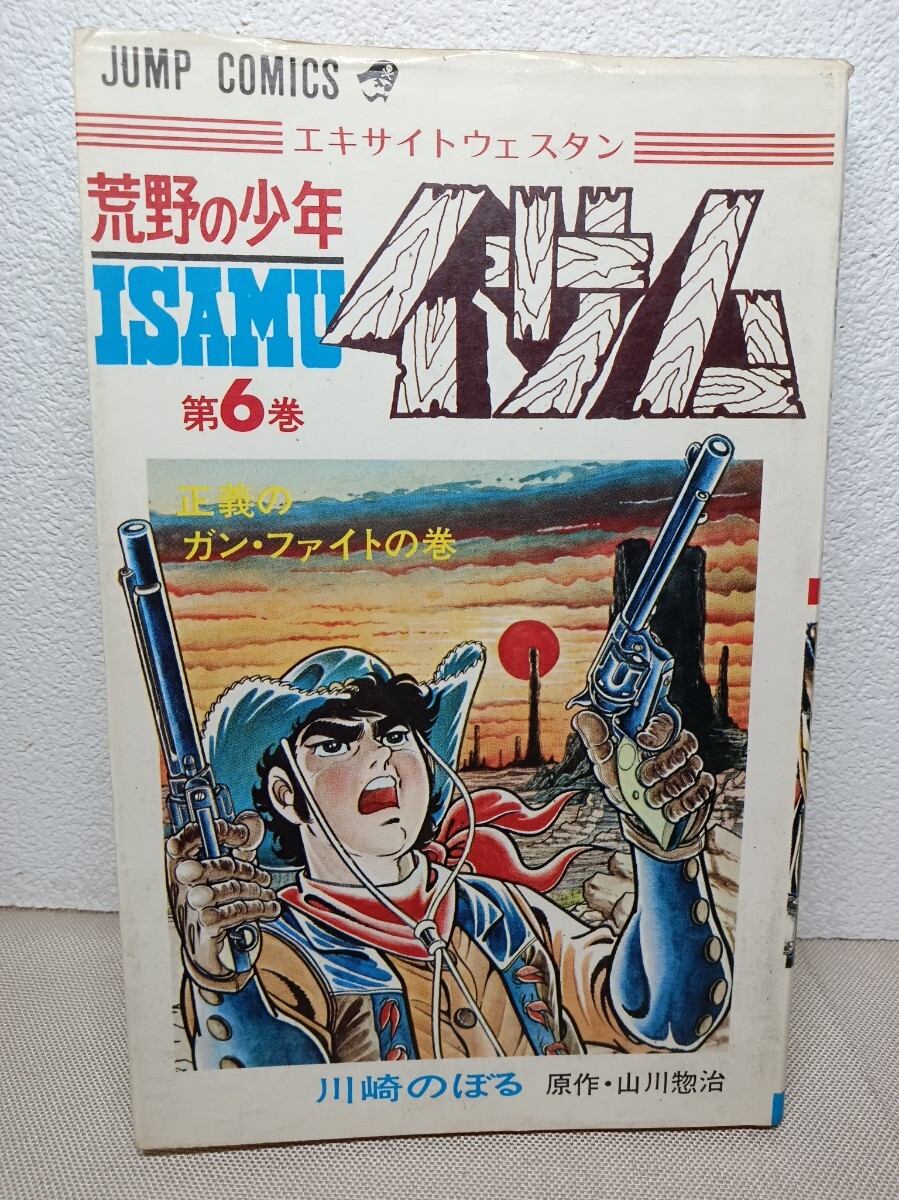 JUMP COMICS
エキサイトウェスタン
荒野の少年
イサム
ISAMU
第6巻
正義の
ガン・ファイトの巻
川崎のぼる 原作・山川惣治